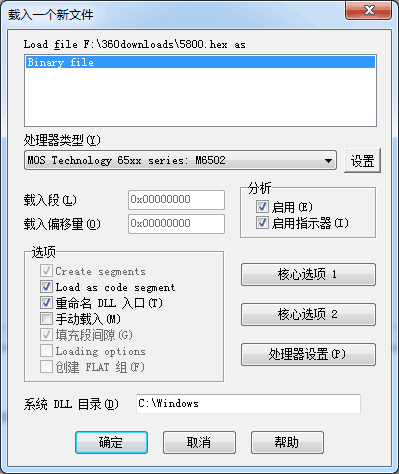 载入一个新文件
Load file F:\360downloads\5800.hex as
Binary file
处理器类型(Y)
MOS Technology 65xx series: M6502
设置
载入段(L) 0x00000000
载入偏移量(O) 0x00000000
分析
启用(E)
启用指示器(I)
选项
Create segments
Load as code segment
重命名 DLL 入口(T)
手动载入(M)
填充段间隙(G)
Loading options
创建 FLAT 组(F)
核心选项 1
核心选项 2
处理器设置(P)
系统 DLL 目录(D) C:\Windows
确定 取消 帮助